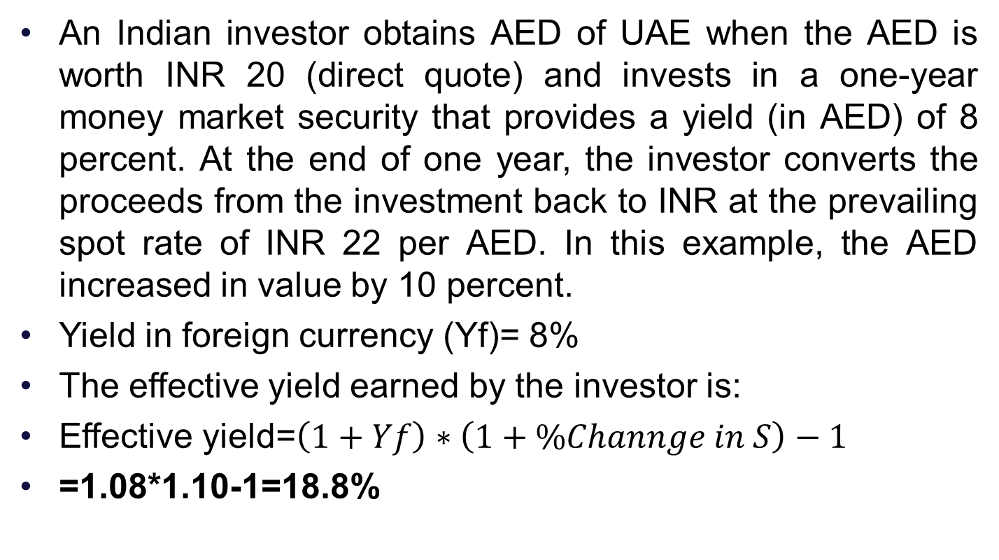 • An Indian investor obtains AED of UAE when the AED is
worth INR 20 (direct quote) and invests in a one-year
money market security that provides a yield (in AED) of 8
percent. At the end of one year, the investor converts the
proceeds from the investment back to INR at the prevailing
spot rate of INR 22 per AED. In this example, the AED
increased in value by 10 percent.
• Yield in foreign currency (Yf)= 8%
• The effective yield earned by the investor is:
• Effective yield=(1 + Yf) ∗ (1 + %Channge in S) − 1
• =1.08*1.10-1=18.8%